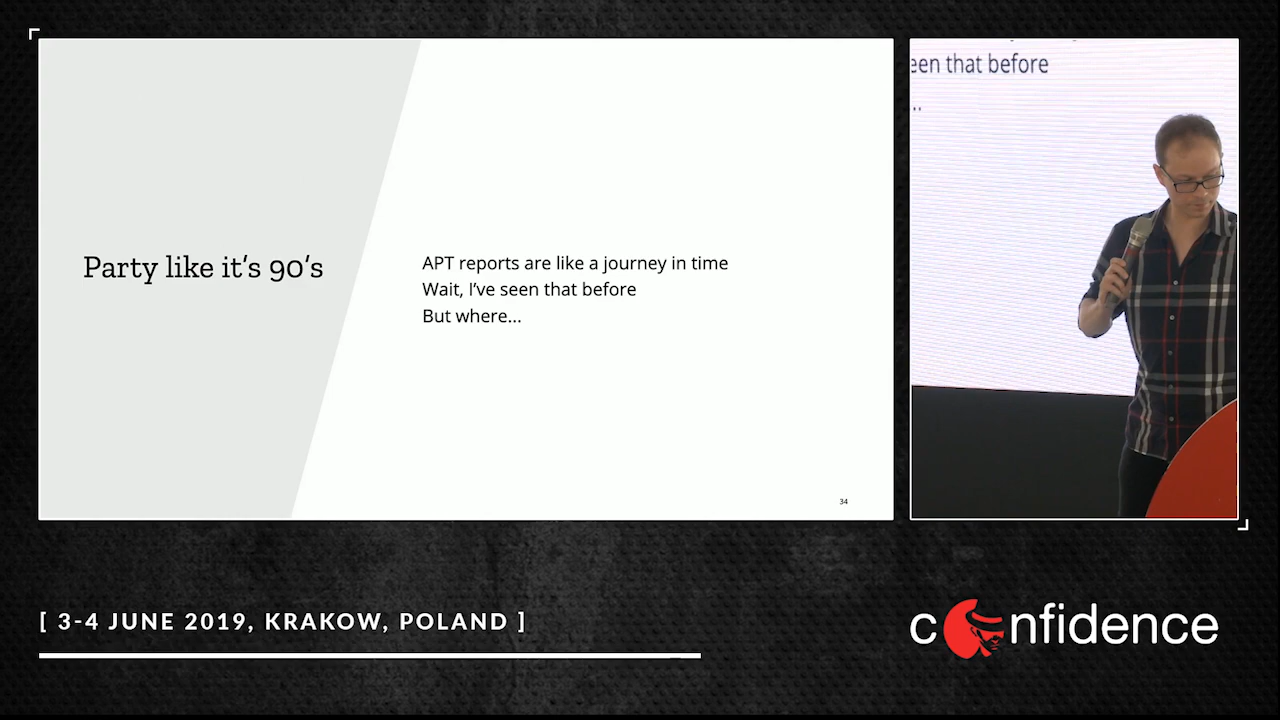 Party like it's 90's
APT reports are like a journey in time
Wait, I've seen that before
But where...
34
een that before
..
[ 3-4 JUNE 2019, KRAKOW, POLAND ]
confidence